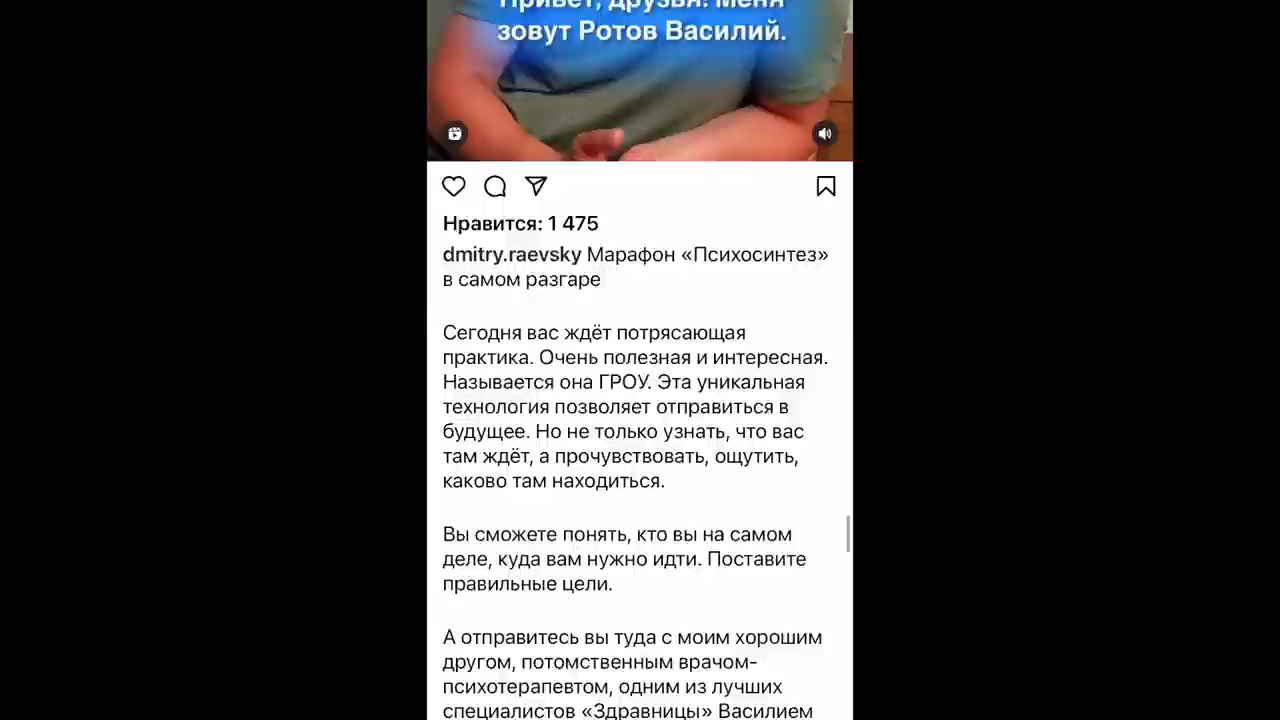 Привет, друзья! Меня
зовут Ротов Василий.
Нравится: 1 475
dmitry.raevsky Марафон «Психосинтез»
в самом разгаре
Сегодня вас ждёт потрясающая
практика. Очень полезная и интересная.
Называется она ГРОУ. Эта уникальная
технология позволяет отправиться в
будущее. Но не только узнать, что вас
там ждёт, а прочувствовать, ощутить,
каково там находиться.
Вы сможете понять, кто вы на самом
деле, куда вам нужно идти. Поставите
правильные цели.
А отправитесь вы туда с моим хорошим
другом, потомственным врачом-
психотерапевтом, одним из лучших
специалистов «Здравницы» Василием